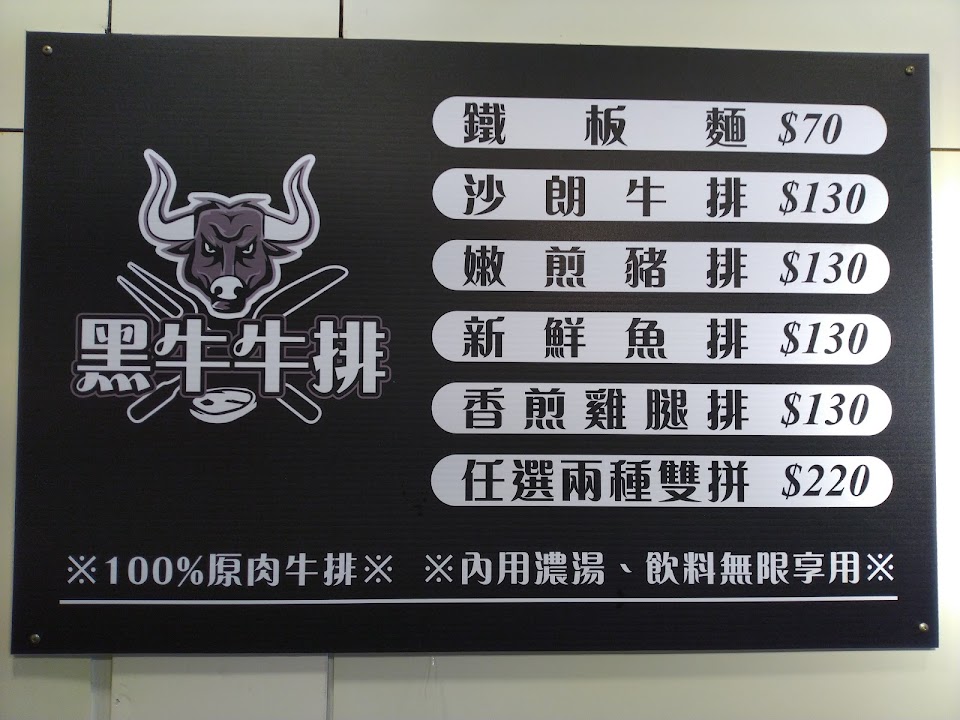 黑牛牛排
鐵板麵 $70
沙朗牛排 $130
嫩煎豬排 $130
新鮮魚排 $130
香煎雞腿排 $130
任選兩種雙拼 $220
※100%原肉牛排※ ※內用濃湯、飲料無限享用※